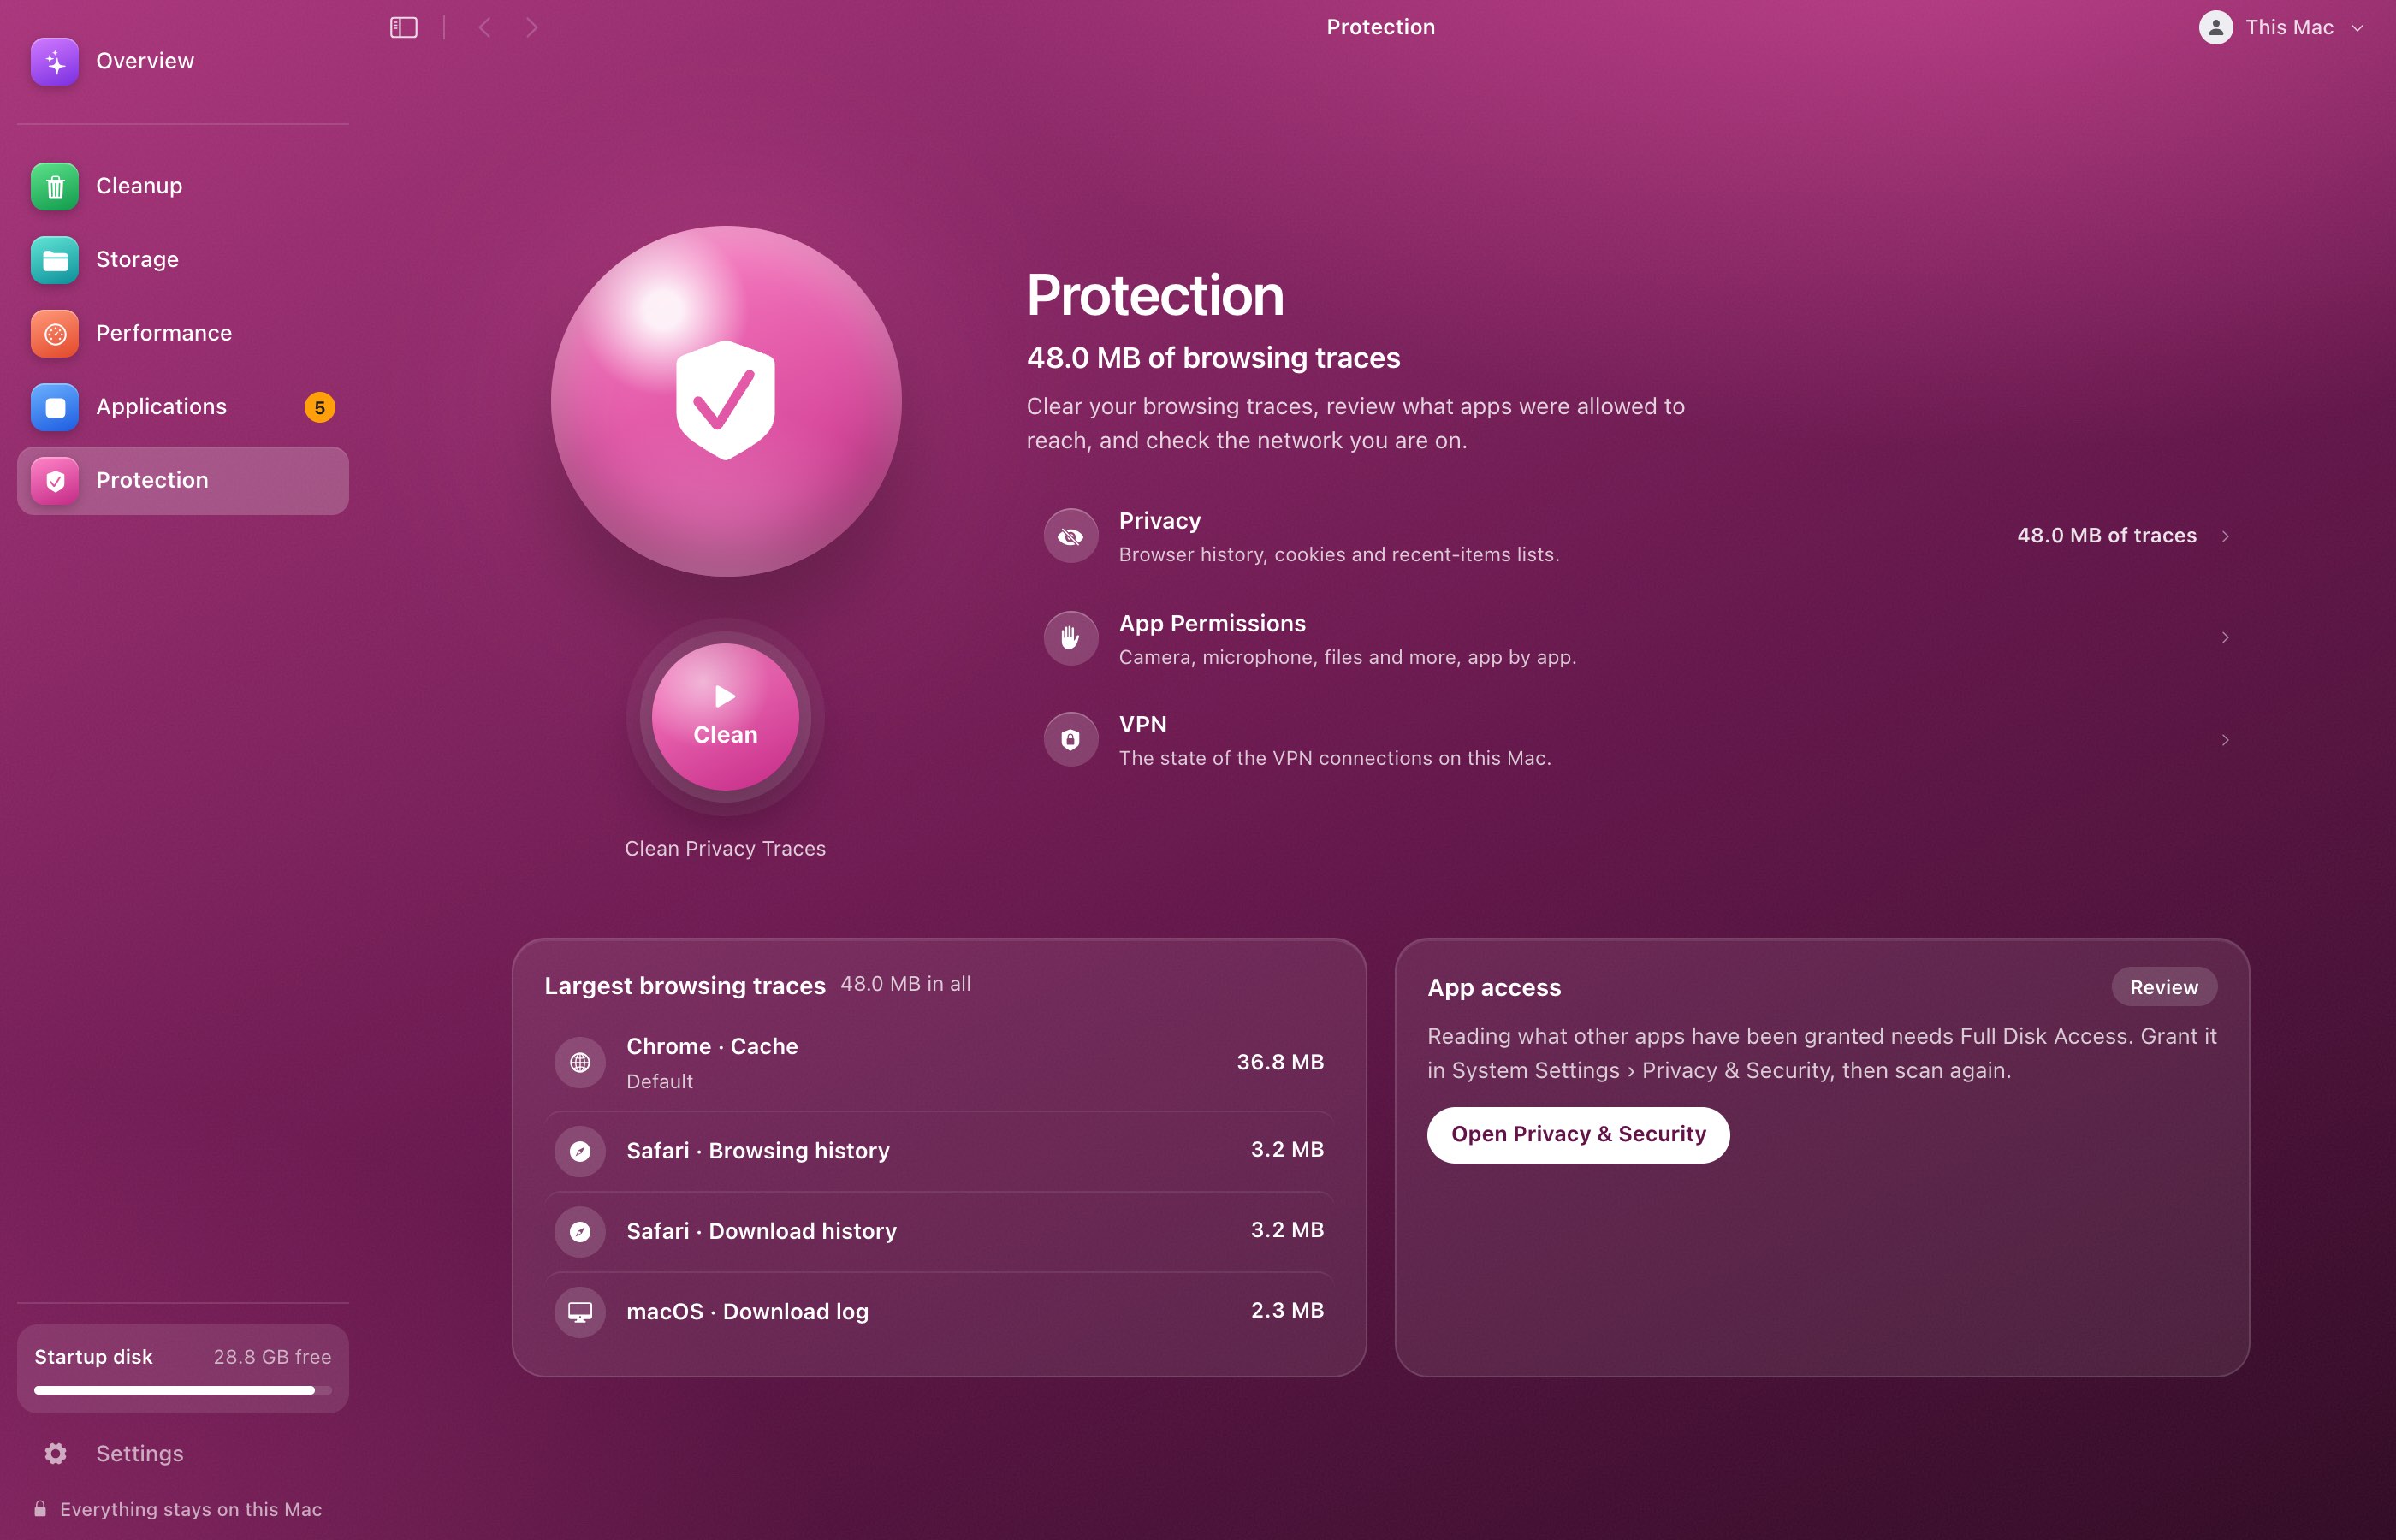 Overview
Cleanup
Storage
Performance
Applications 5
Protection
Startup disk 28.8 GB free
Settings
Everything stays on this Mac
Protection
This Mac
Clean
Clean Privacy Traces
Protection
48.0 MB of browsing traces
Clear your browsing traces, review what apps were allowed to
reach, and check the network you are on.
Privacy
Browser history, cookies and recent-items lists.
48.0 MB of traces
App Permissions
Camera, microphone, files and more, app by app.
VPN
The state of the VPN connections on this Mac.
Largest browsing traces 48.0 MB in all
Chrome · Cache
Default
36.8 MB
Safari · Browsing history 3.2 MB
Safari · Download history 3.2 MB
macOS · Download log 2.3 MB
App access
Review
Reading what other apps have been granted needs Full Disk Access. Grant it
in System Settings › Privacy & Security, then scan again.
Open Privacy & Security